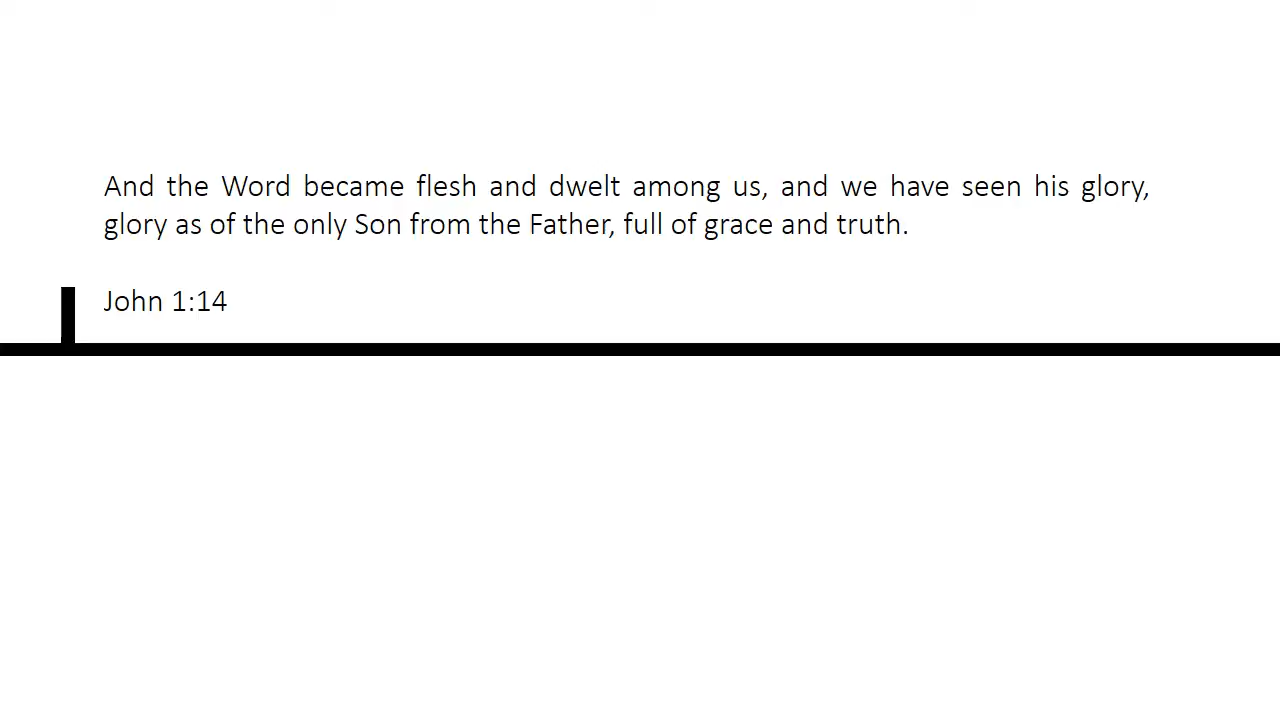 And the Word became flesh and dwelt among us, and we have seen his glory,
glory as of the only Son from the Father, full of grace and truth.
John 1:14